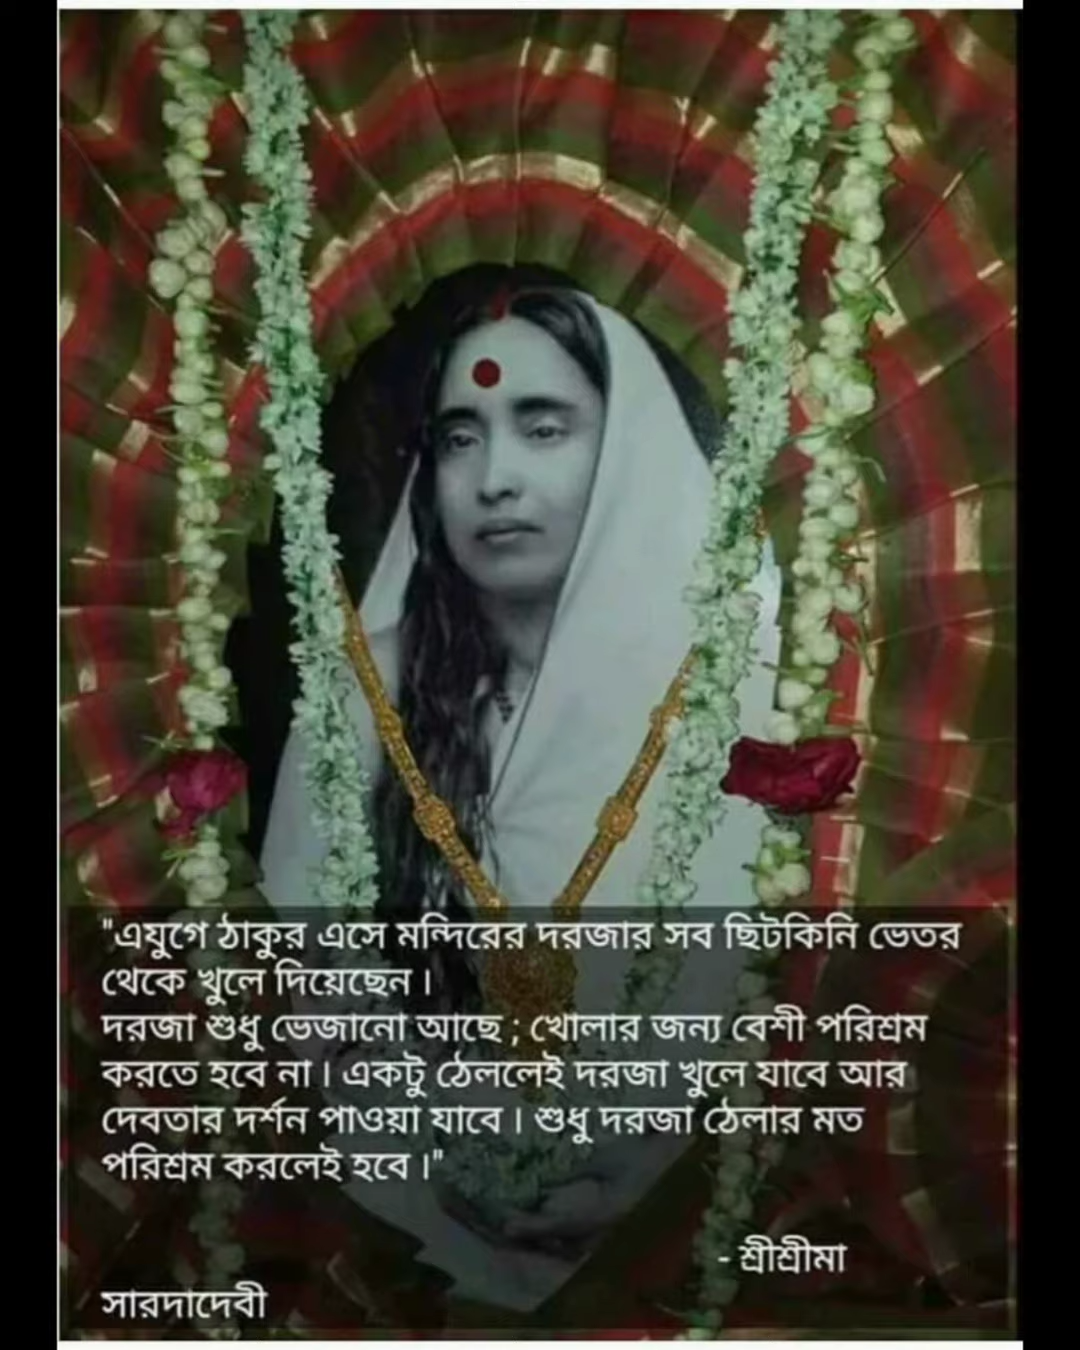 "এযুগে ঠাকুর এসে মন্দিরের দরজার সব ছিটকিনি ভেতর
থেকে খুলে দিয়েছেন ।
দরজা শুধু ভেজানো আছে ; খোলার জন্য বেশী পরিশ্রম
করতে হবে না । একটু ঠেললেই দরজা খুলে যাবে আর
দেবতার দর্শন পাওয়া যাবে । শুধু দরজা ঠেলার মত
পরিশ্রম করলেই হবে ।"
- শ্রীশ্রীমা
সারদাদেবী